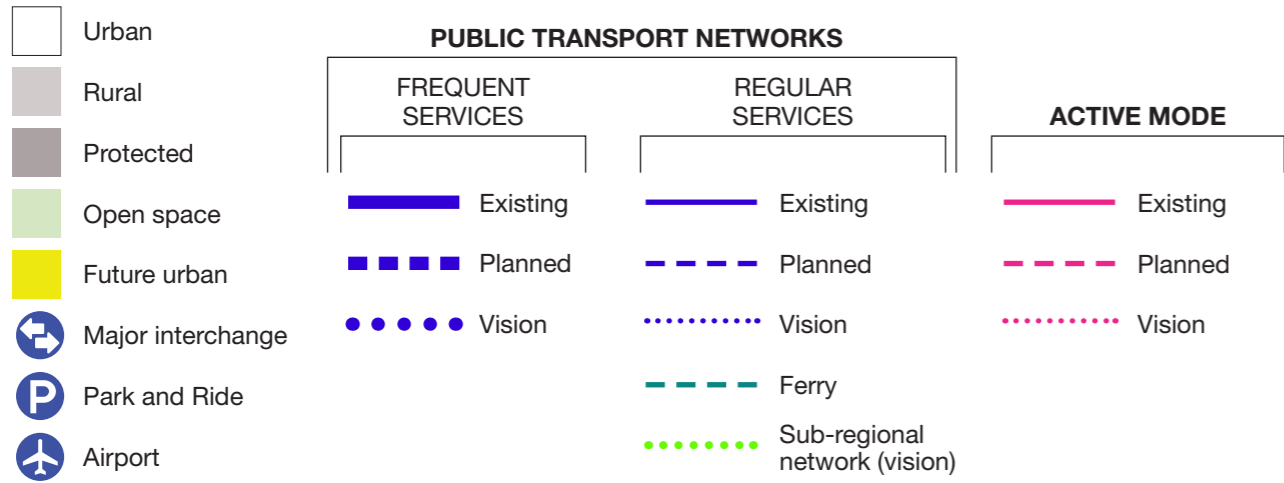 Urban
Rural
Protected
Open space
Future urban
Major interchange
P
Park and Ride
Airport
PUBLIC TRANSPORT NETWORKS
FREQUENT
SERVICES
Existing
Planned
Vision
REGULAR
SERVICES
Existing
Planned
Vision
Ferry
Sub-regional
network (vision)
ACTIVE MODE
Existing
Planned
Vision